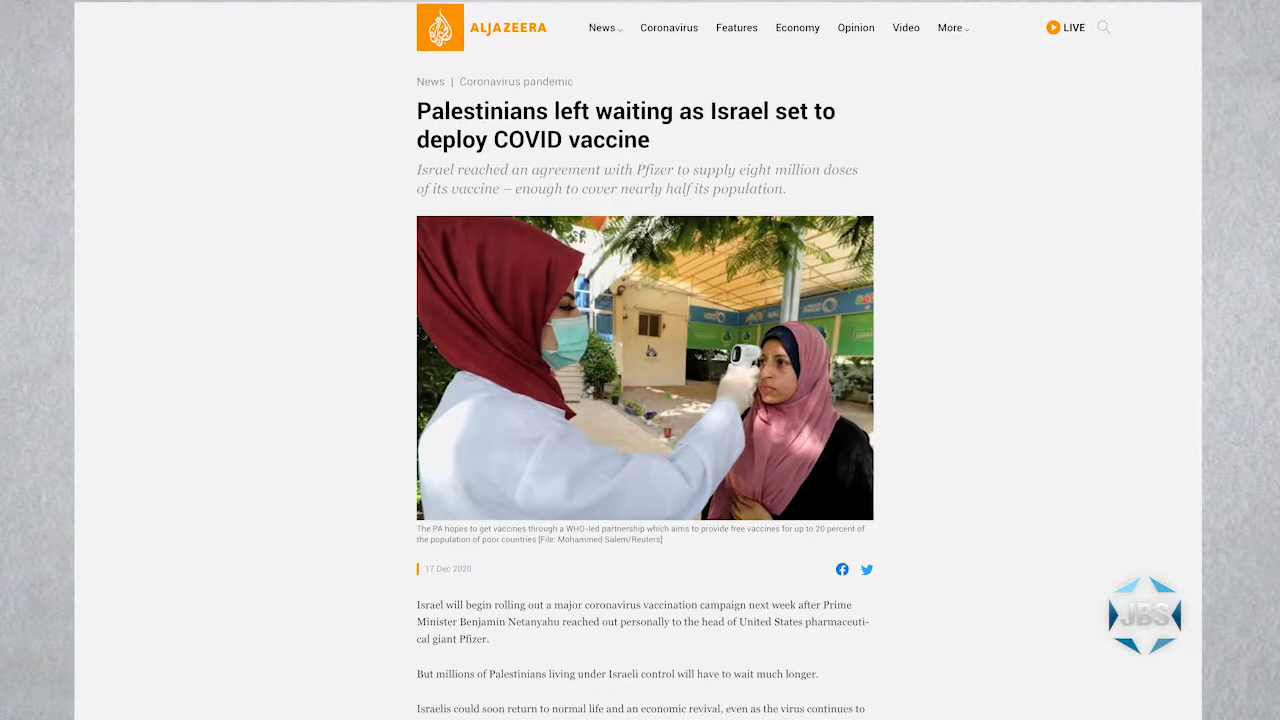 ALJAZEERA
News Coronavirus Features Economy Opinion Video More LIVE
News | Coronavirus pandemic
Palestinians left waiting as Israel set to
deploy COVID vaccine
Israel reached an agreement with Pfizer to supply eight million doses
of its vaccine – enough to cover nearly half its population.
The PA hopes to get vaccines through a WHO-led partnership which aims to provide free vaccines for up to 20 percent of
the population of poor countries [File: Mohammed Salem/Reuters]
17 Dec 2020
Israel will begin rolling out a major coronavirus vaccination campaign next week after Prime
Minister Benjamin Netanyahu reached out personally to the head of United States pharmaceuti-
cal giant Pfizer.
JBS
But millions of Palestinians living under Israeli control will have to wait much longer.
Israelis could soon return to normal life and an economic revival, even as the virus continues to